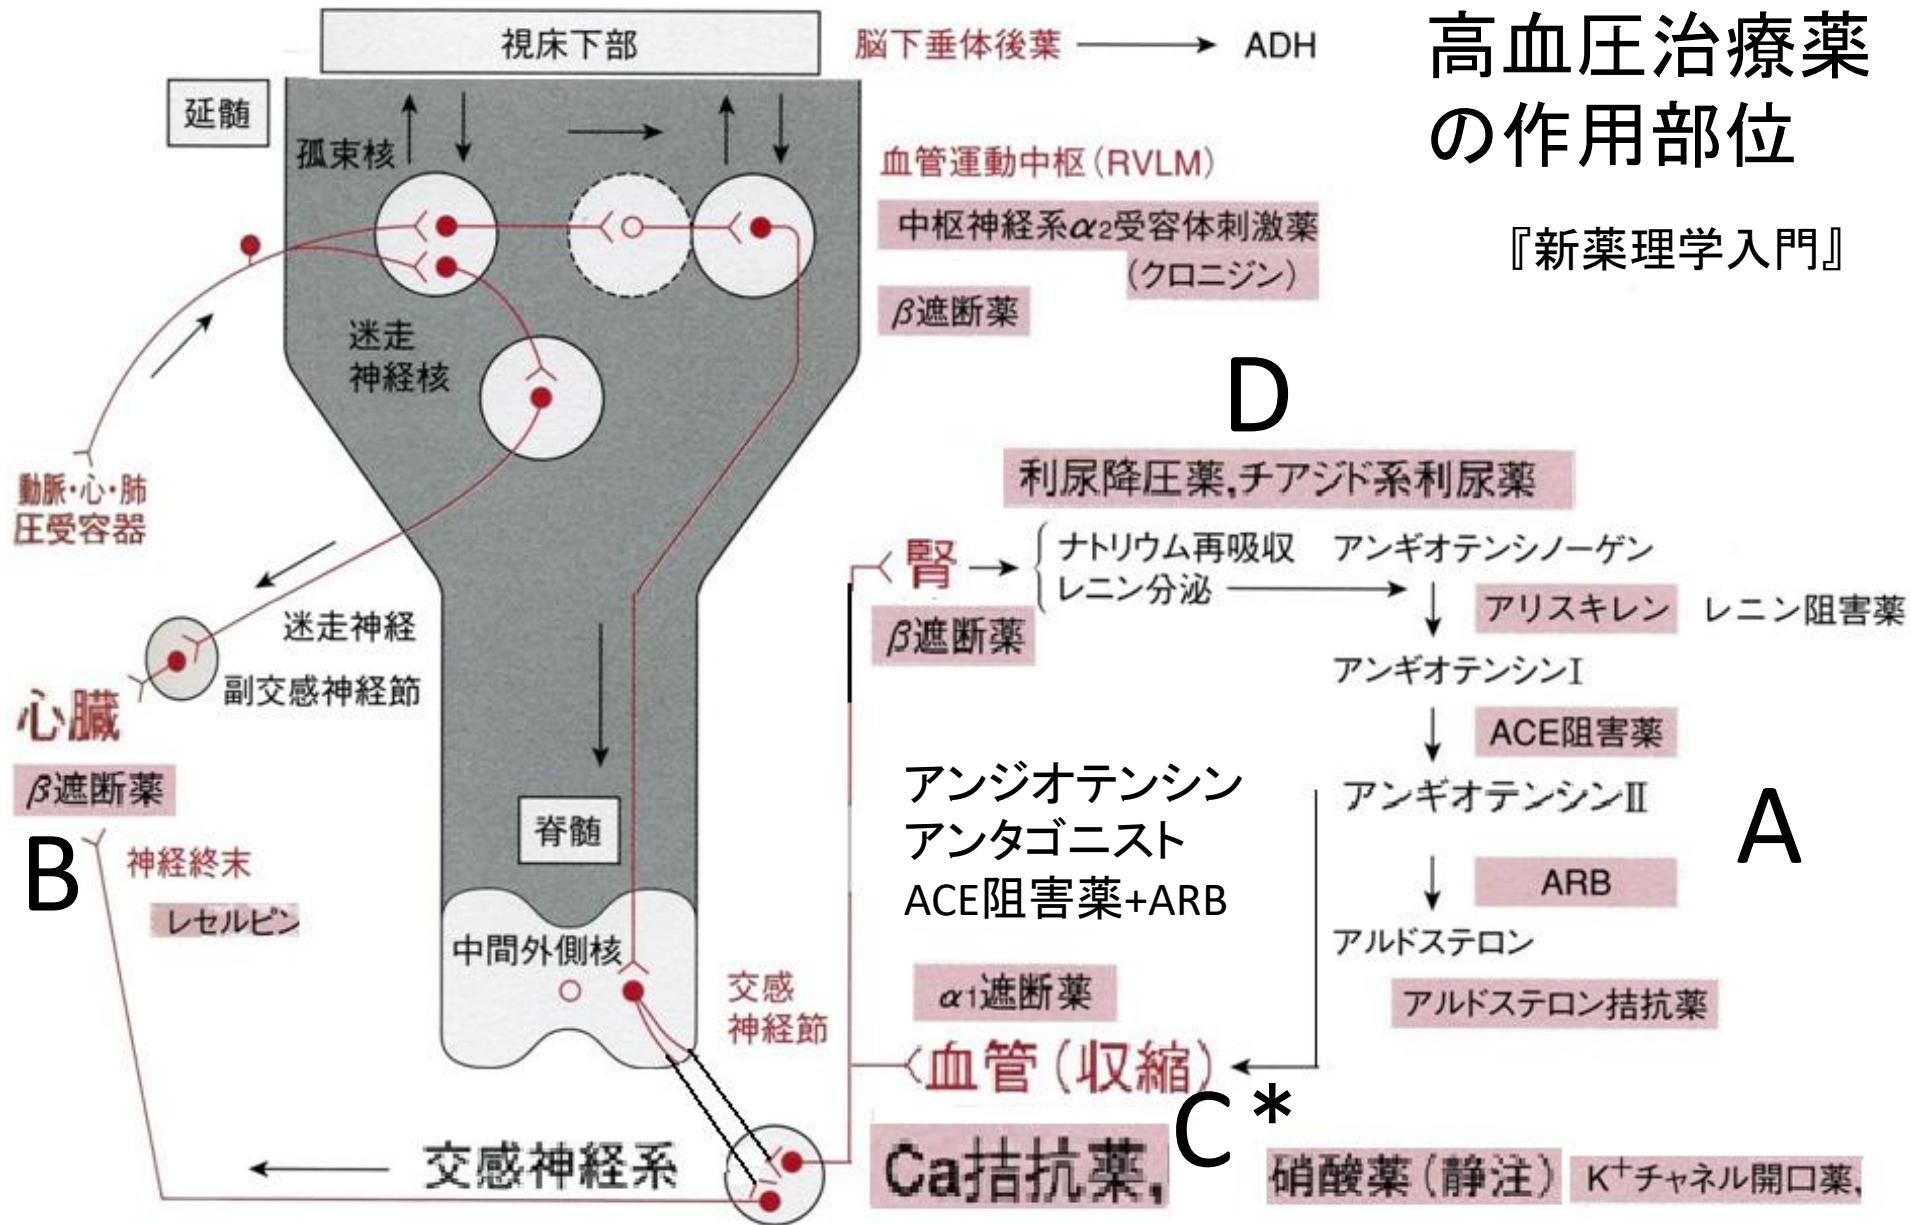 高血圧治療薬
の作用部位
『新薬理学入門』
視床下部
脳下垂体後葉
ADH
延髄
孤束核
血管運動中枢(RVLM)
中枢神経系α2受容体刺激薬
(クロニジン)
β遮断薬
迷走
神経核
動脈・心・肺
圧受容器
D
利尿降圧薬,チアジド系利尿薬
腎
ナトリウム再吸収
レニン分泌
β遮断薬
アンギオテンシノーゲン
アリスキレン
レニン阻害薬
アンギオテンシンI
ACE阻害薬
アンギオテンシンII
A
ARB
アルドステロン
アルドステロン拮抗薬
迷走神経
副交感神経節
心臓
β遮断薬
B
神経終末
レセルピン
脊髄
中間外側核
交感
神経節
アンジオテンシン
アンタゴニスト
ACE阻害薬+ARB
α1遮断薬
血管(収縮)
C*
Ca拮抗薬,
硝酸薬(静注)
K+チャネル開口薬,
交感神経系